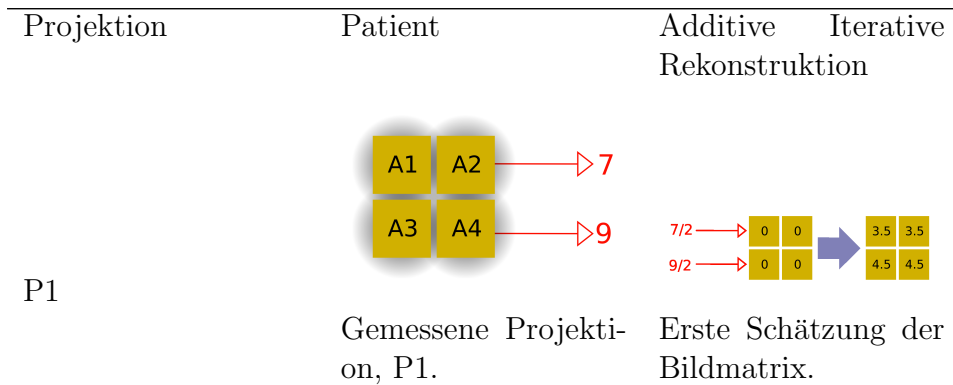 Projektion Patient Additive Iterative
Rekonstruktion
A1 A2 7
A3 A4 9
7/2 0 0 3.5 3.5
9/2 0 0 4.5 4.5
P1
Gemessene Projekti-
on, P1.
Erste Schätzung der
Bildmatrix.